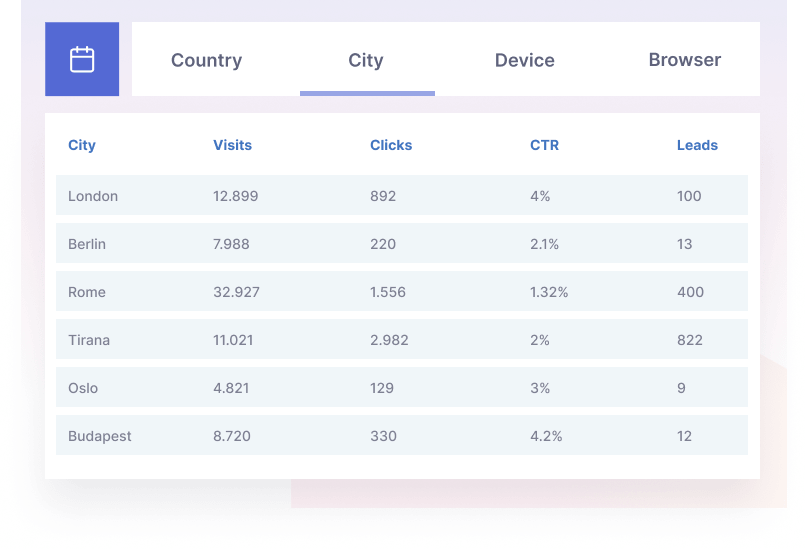 Country City Device Browser
City Visits Clicks CTR Leads
London 12.899 892 4% 100
Berlin 7.988 220 2.1% 13
Rome 32.927 1.556 1.32% 400
Tirana 11.021 2.982 2% 822
Oslo 4.821 129 3% 9
Budapest 8.720 330 4.2% 12